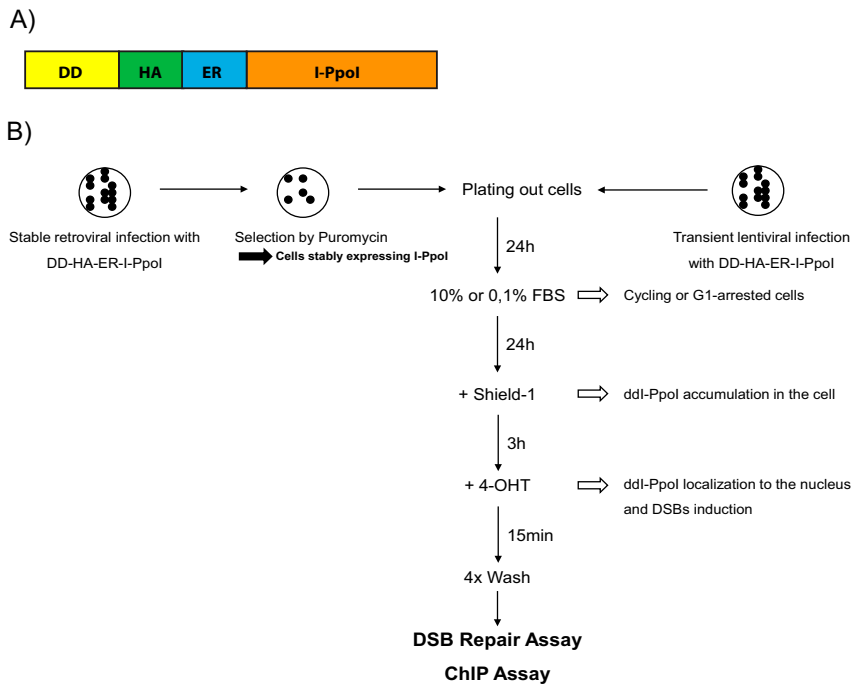 A)
DD HA ER I-PpoI
B)
Stable retroviral infection with
DD-HA-ER-I-PpoI
Selection by Puromycin
Cells stably expressing I-PpoI
Plating out cells
Transient lentiviral infection
with DD-HA-ER-I-PpoI
24h
10% or 0,1% FBS
Cycling or G1-arrested cells
24h
+ Shield-1
ddI-PpoI accumulation in the cell
3h
+ 4-OHT
ddI-PpoI localization to the nucleus
and DSBs induction
15min
4x Wash
DSB Repair Assay
ChIP Assay